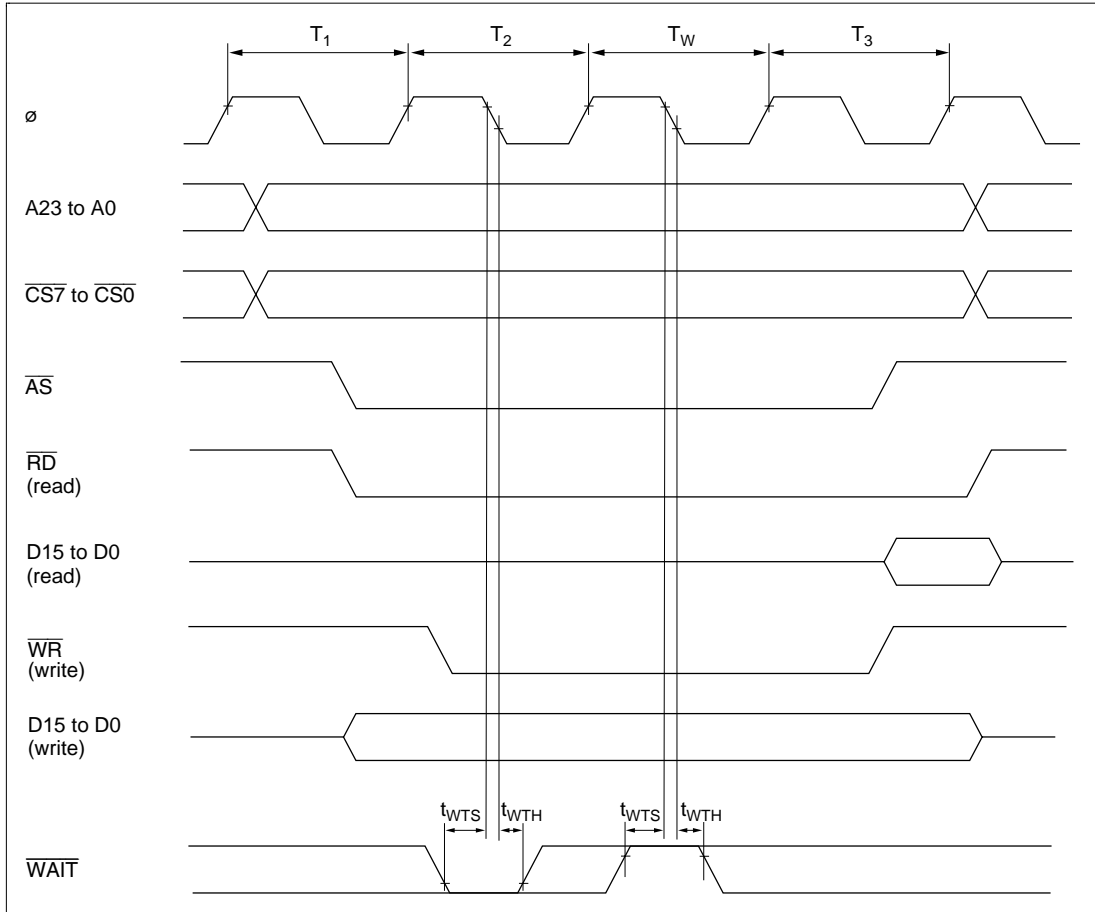 T1 T2 TW T3
ø
A23 to A0
CS7 to CS0
AS
RD
(read)
D15 to D0
(read)
WR
(write)
D15 to D0
(write)
tWTS tWTH tWTS tWTH
WAIT